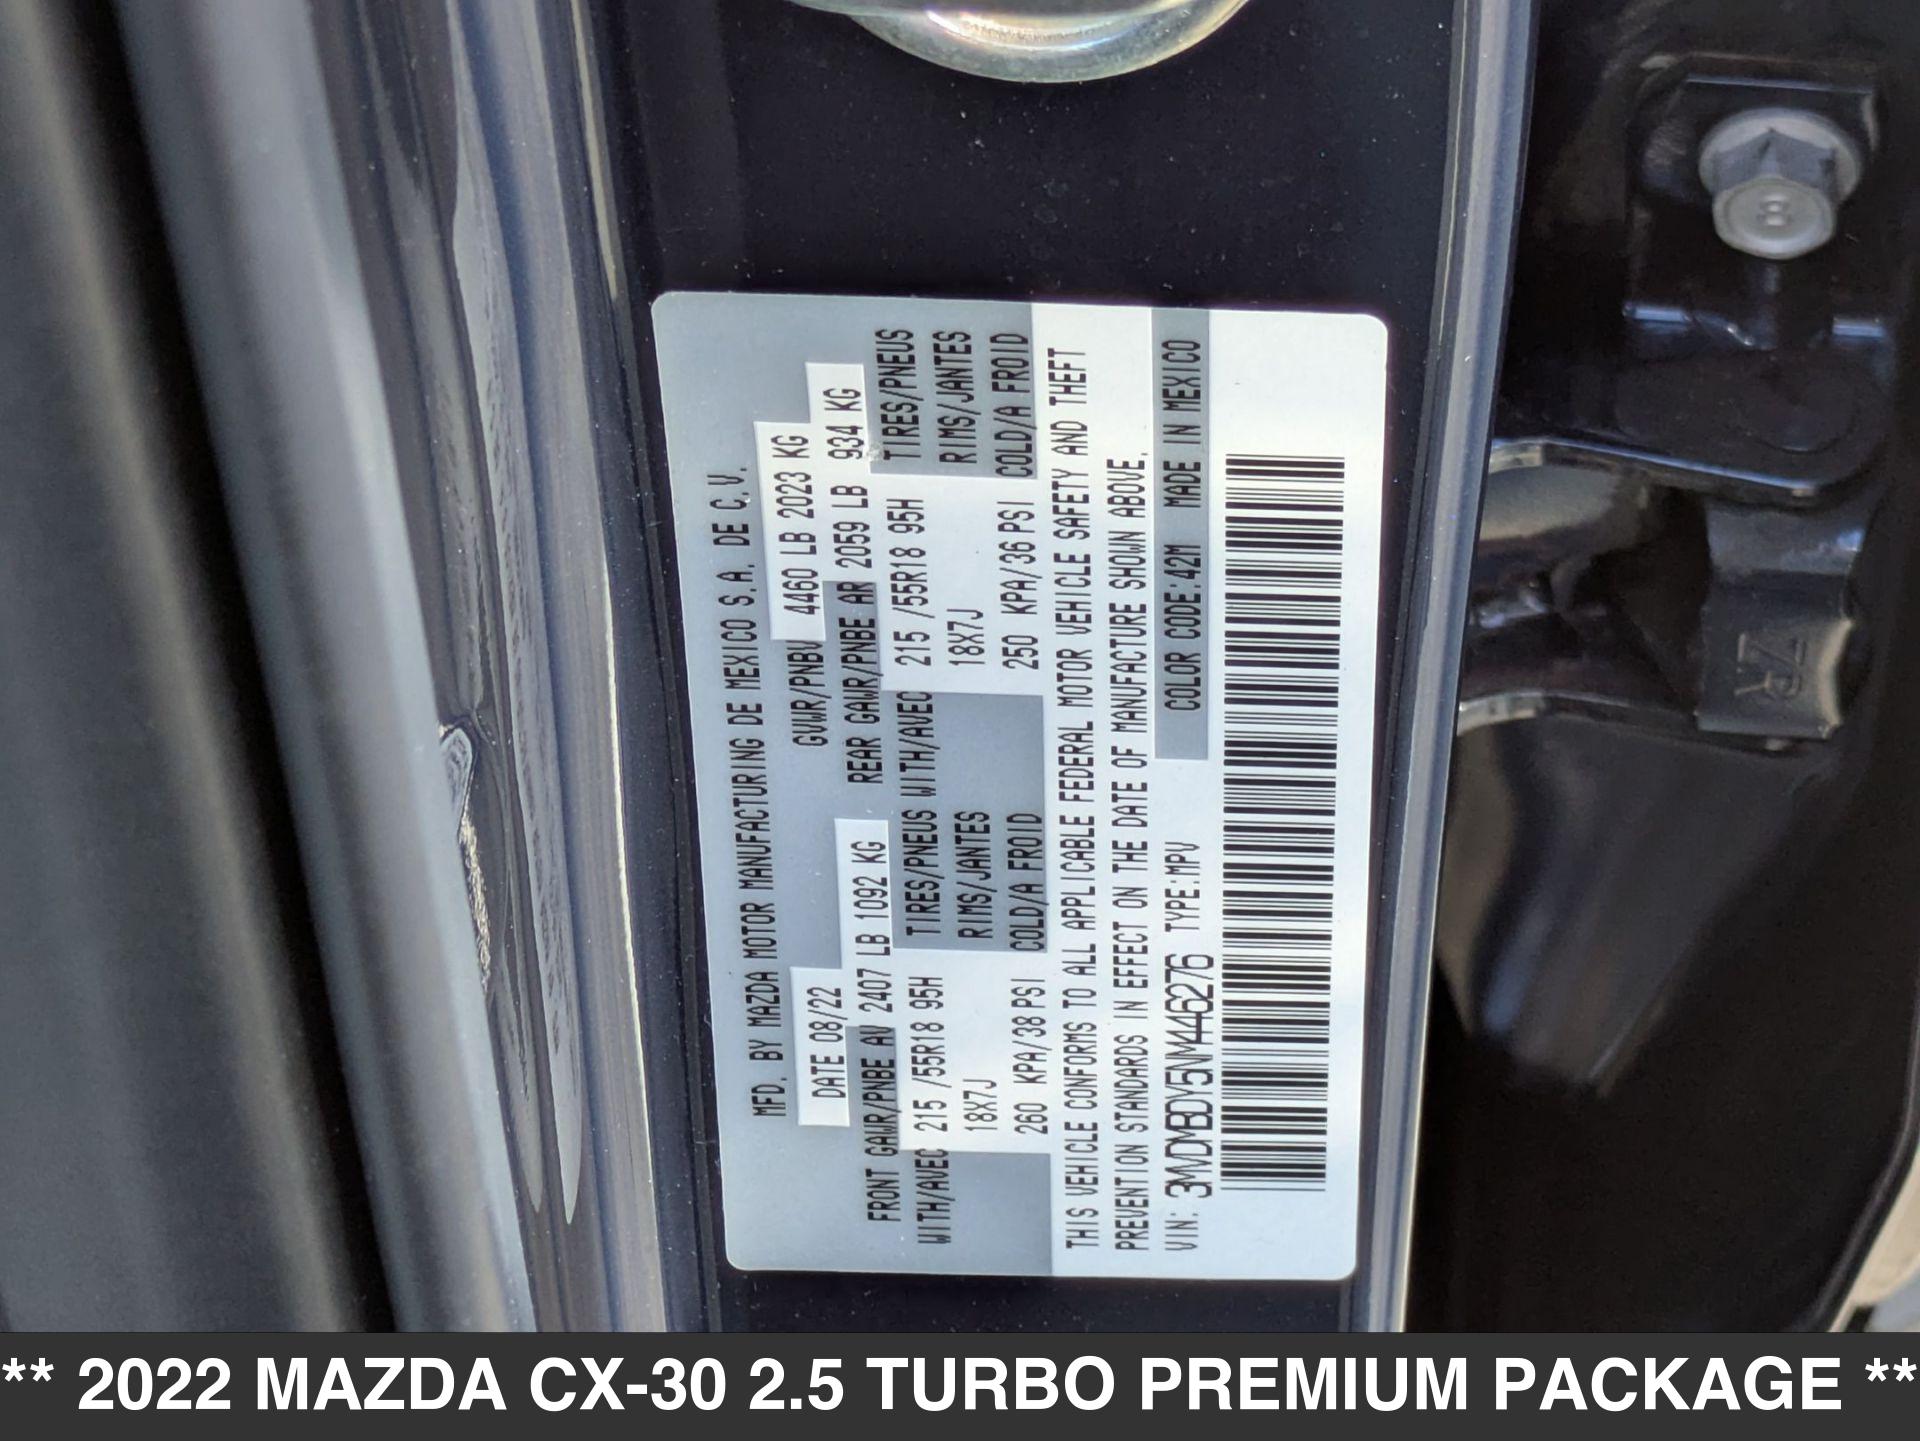 MFD. BY MAZDA MOTOR MANUFACTURING DE MEXICO S.A. DE C.V.
DATE 08/22 GVWR/PNBV 4460 LB 2023 KG
FRONT GAWR/PNBE AV 2407 LB 1092 KG REAR GAWR/PNBE AR 2059 LB 934 KG
WITH/AVEC 215 /55R18 95H TIRES/PNEUS WITH/AVEC 215 /55R18 95H TIRES/PNEUS
18X7J RIMS/JANTES 18X7J RIMS/JANTES
260 KPA/38 PSI COLD/A FROID 250 KPA/36 PSI COLD/A FROID
THIS VEHICLE CONFORMS TO ALL APPLICABLE FEDERAL MOTOR VEHICLE SAFETY AND THEFT
PREVENTION STANDARDS IN EFFECT ON THE DATE OF MANUFACTURE SHOWN ABOVE.
VIN: 3MVDMBDY5NM446276 TYPE:MPV COLOR CODE:42M MADE IN MEXICO
8
7R
** 2022 MAZDA CX-30 2.5 TURBO PREMIUM PACKAGE **